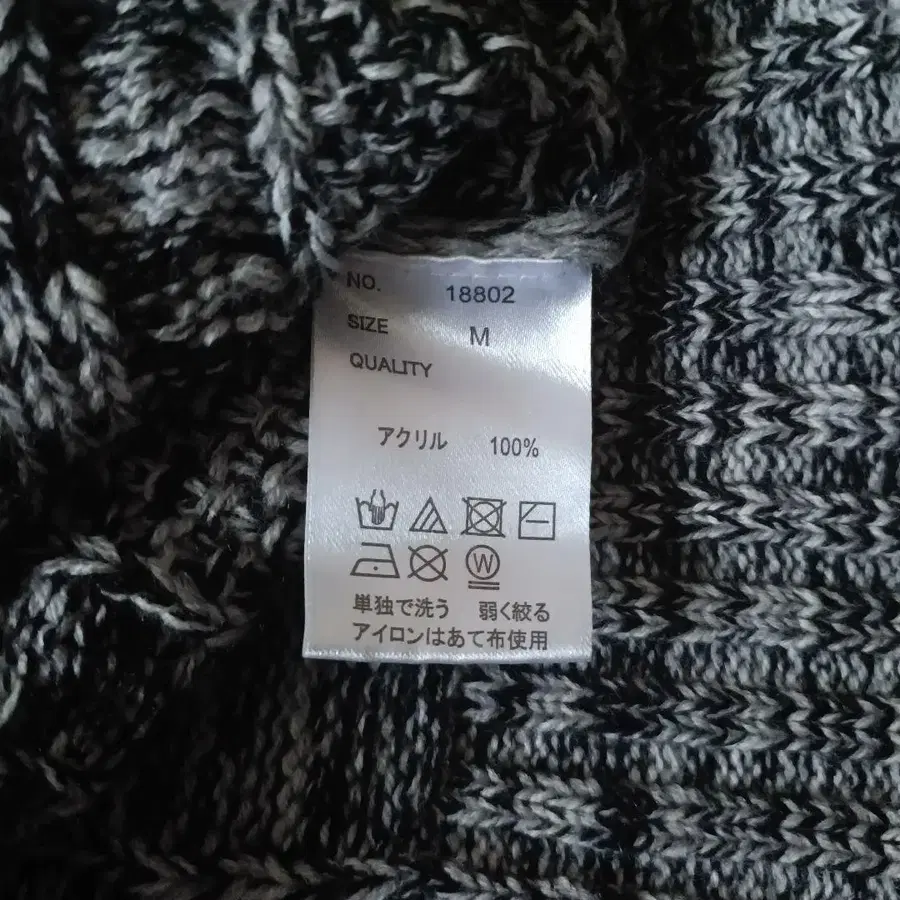 NO. 18802
SIZE M
QUALITY
アクリル 100%
W
単独で洗う 弱く絞る
アイロンはあて布使用